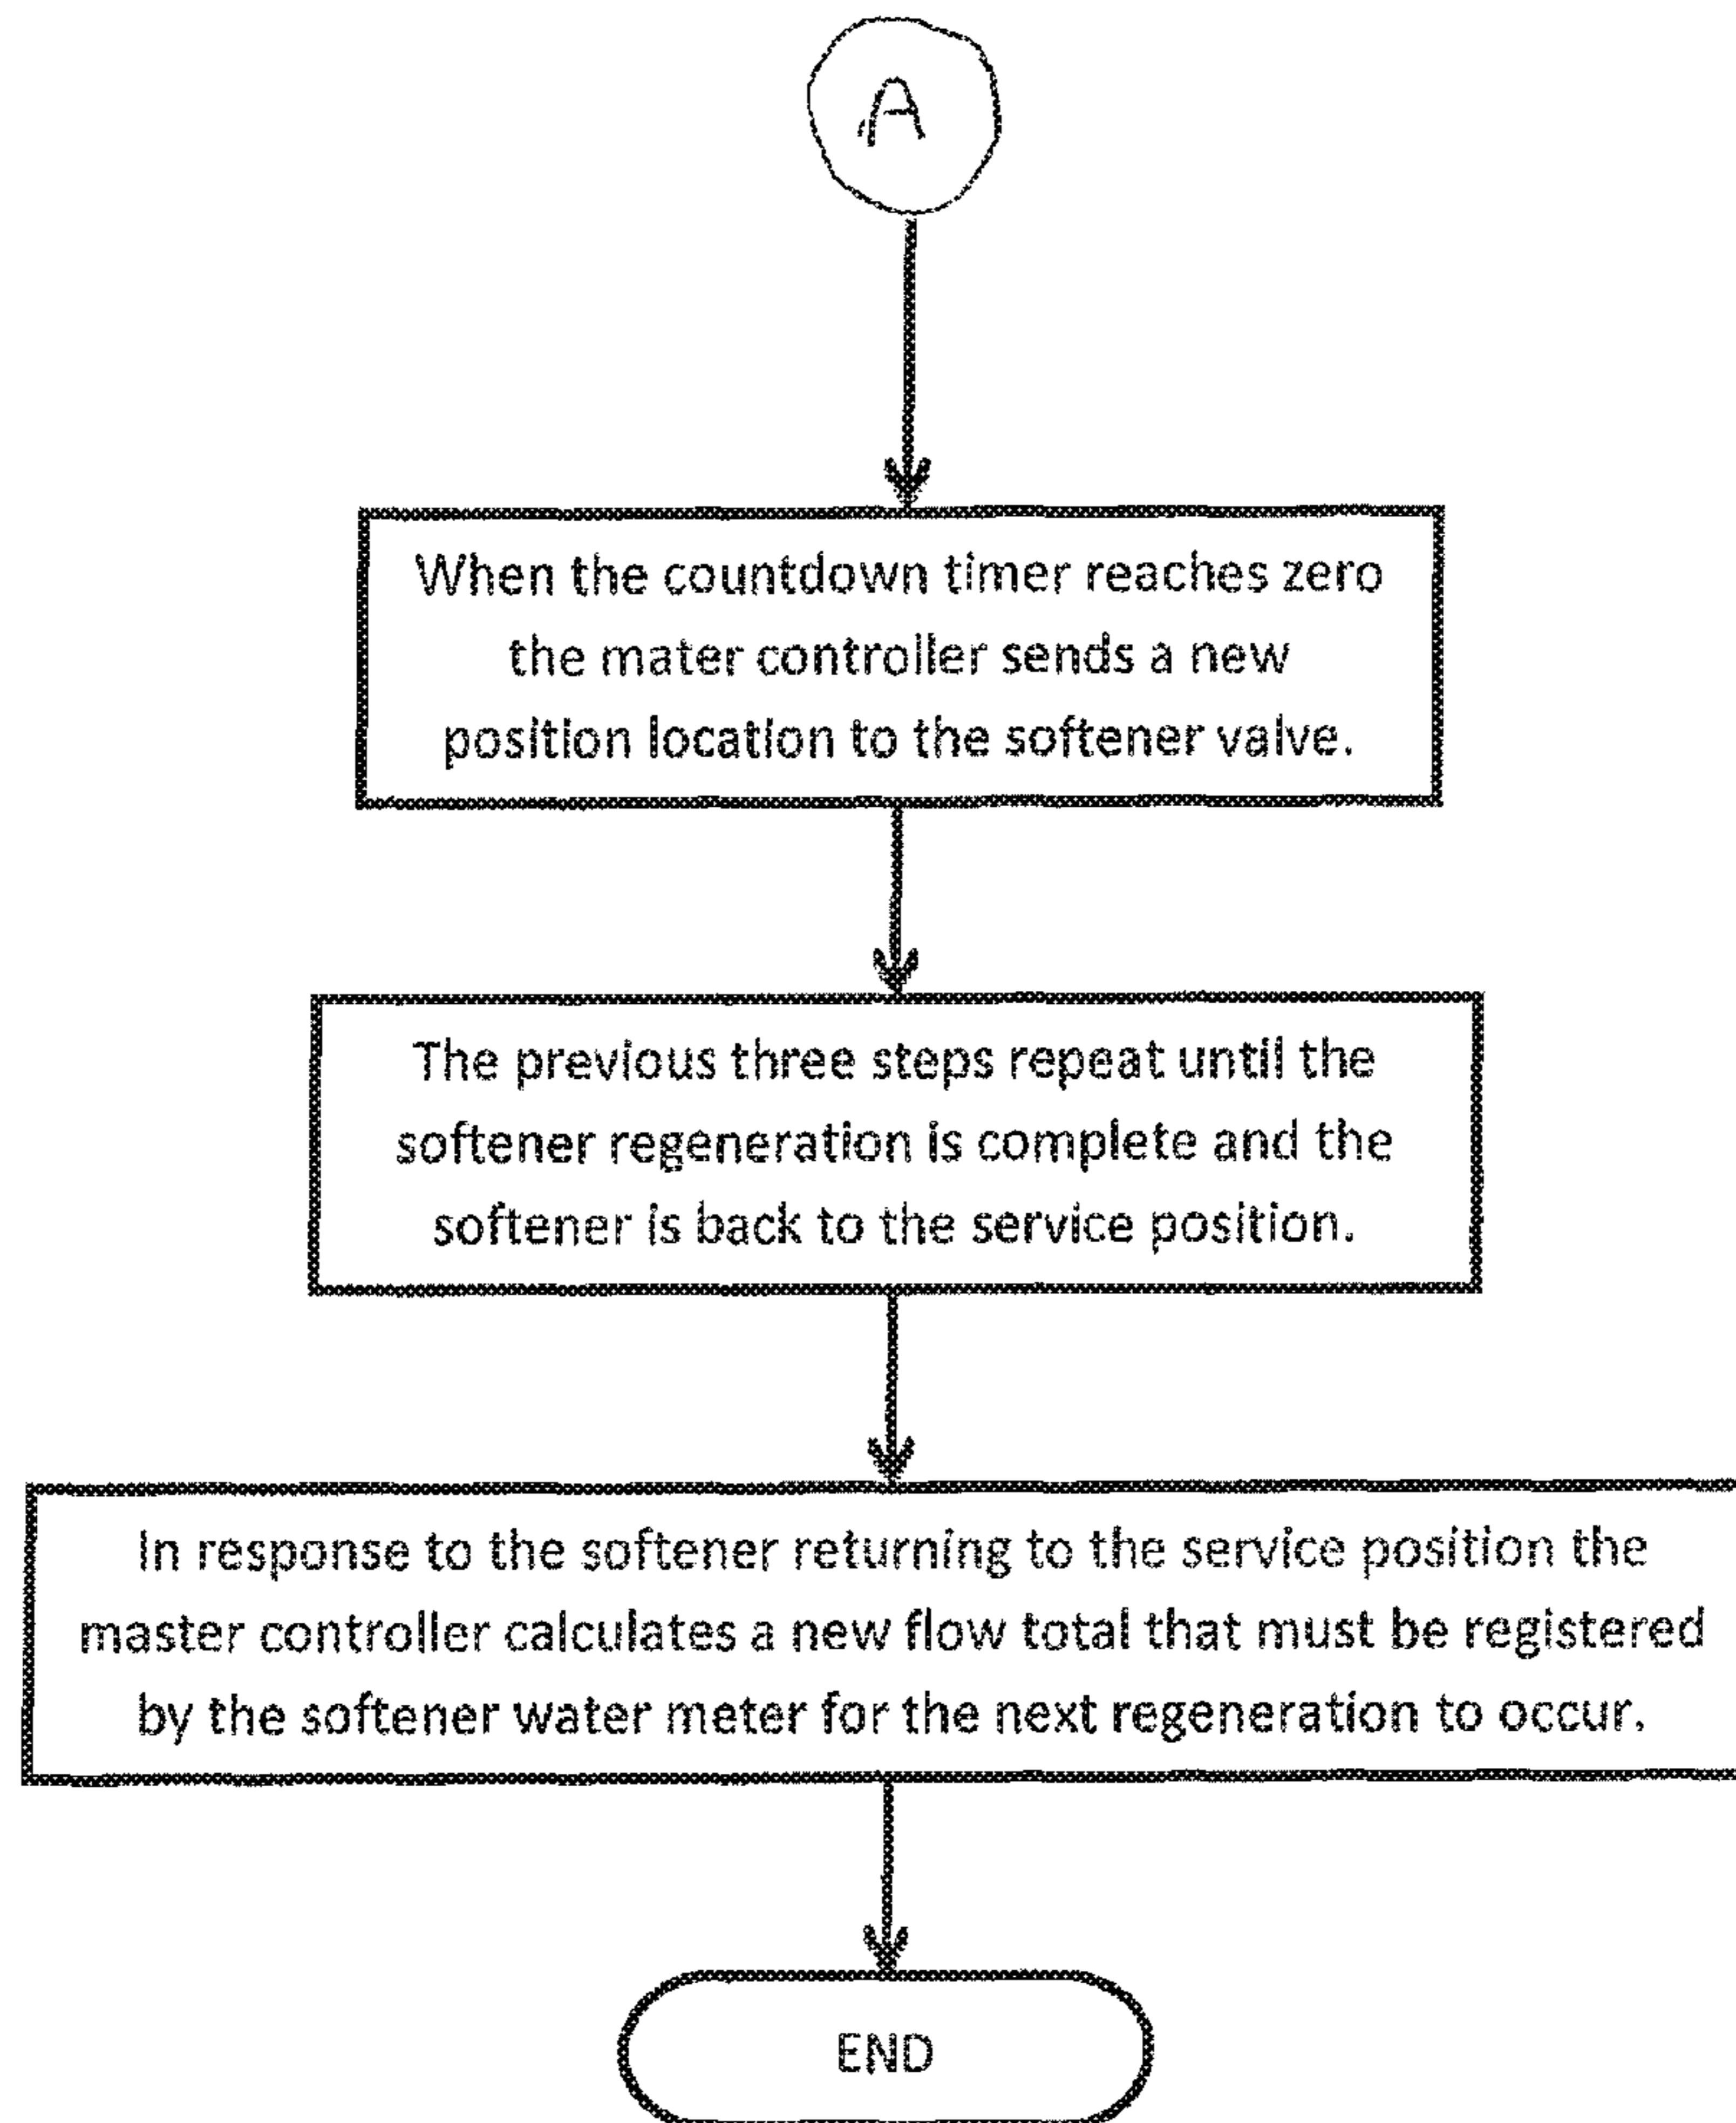 A
When the countdown timer reaches zero
the mater controller sends a new
position location to the softener valve.
The previous three steps repeat until the
softener regeneration is complete and the
softener is back to the service position.
In response to the softener returning to the service position the
master controller calculates a new flow total that must be registered
by the softener water meter for the next regeneration to occur.
END